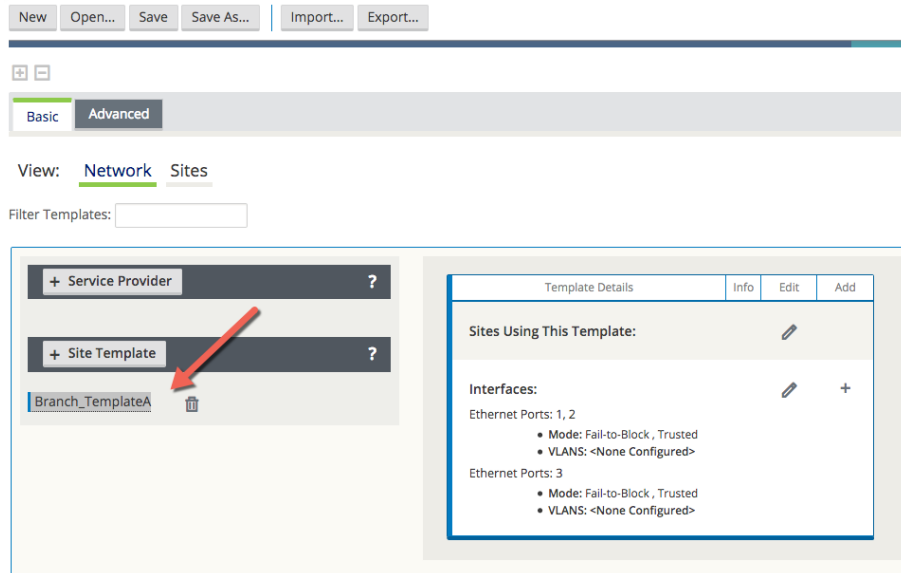 New Open... Save Save As... Import... Export...
Basic Advanced
View: Network Sites
Filter Templates:
+ Service Provider ?
+ Site Template ?
Branch_TemplateA
Template Details Info Edit Add
Sites Using This Template:
Interfaces: +
Ethernet Ports: 1, 2
• Mode: Fail-to-Block , Trusted
• VLANS: <None Configured>
Ethernet Ports: 3
• Mode: Fail-to-Block , Trusted
• VLANS: <None Configured>